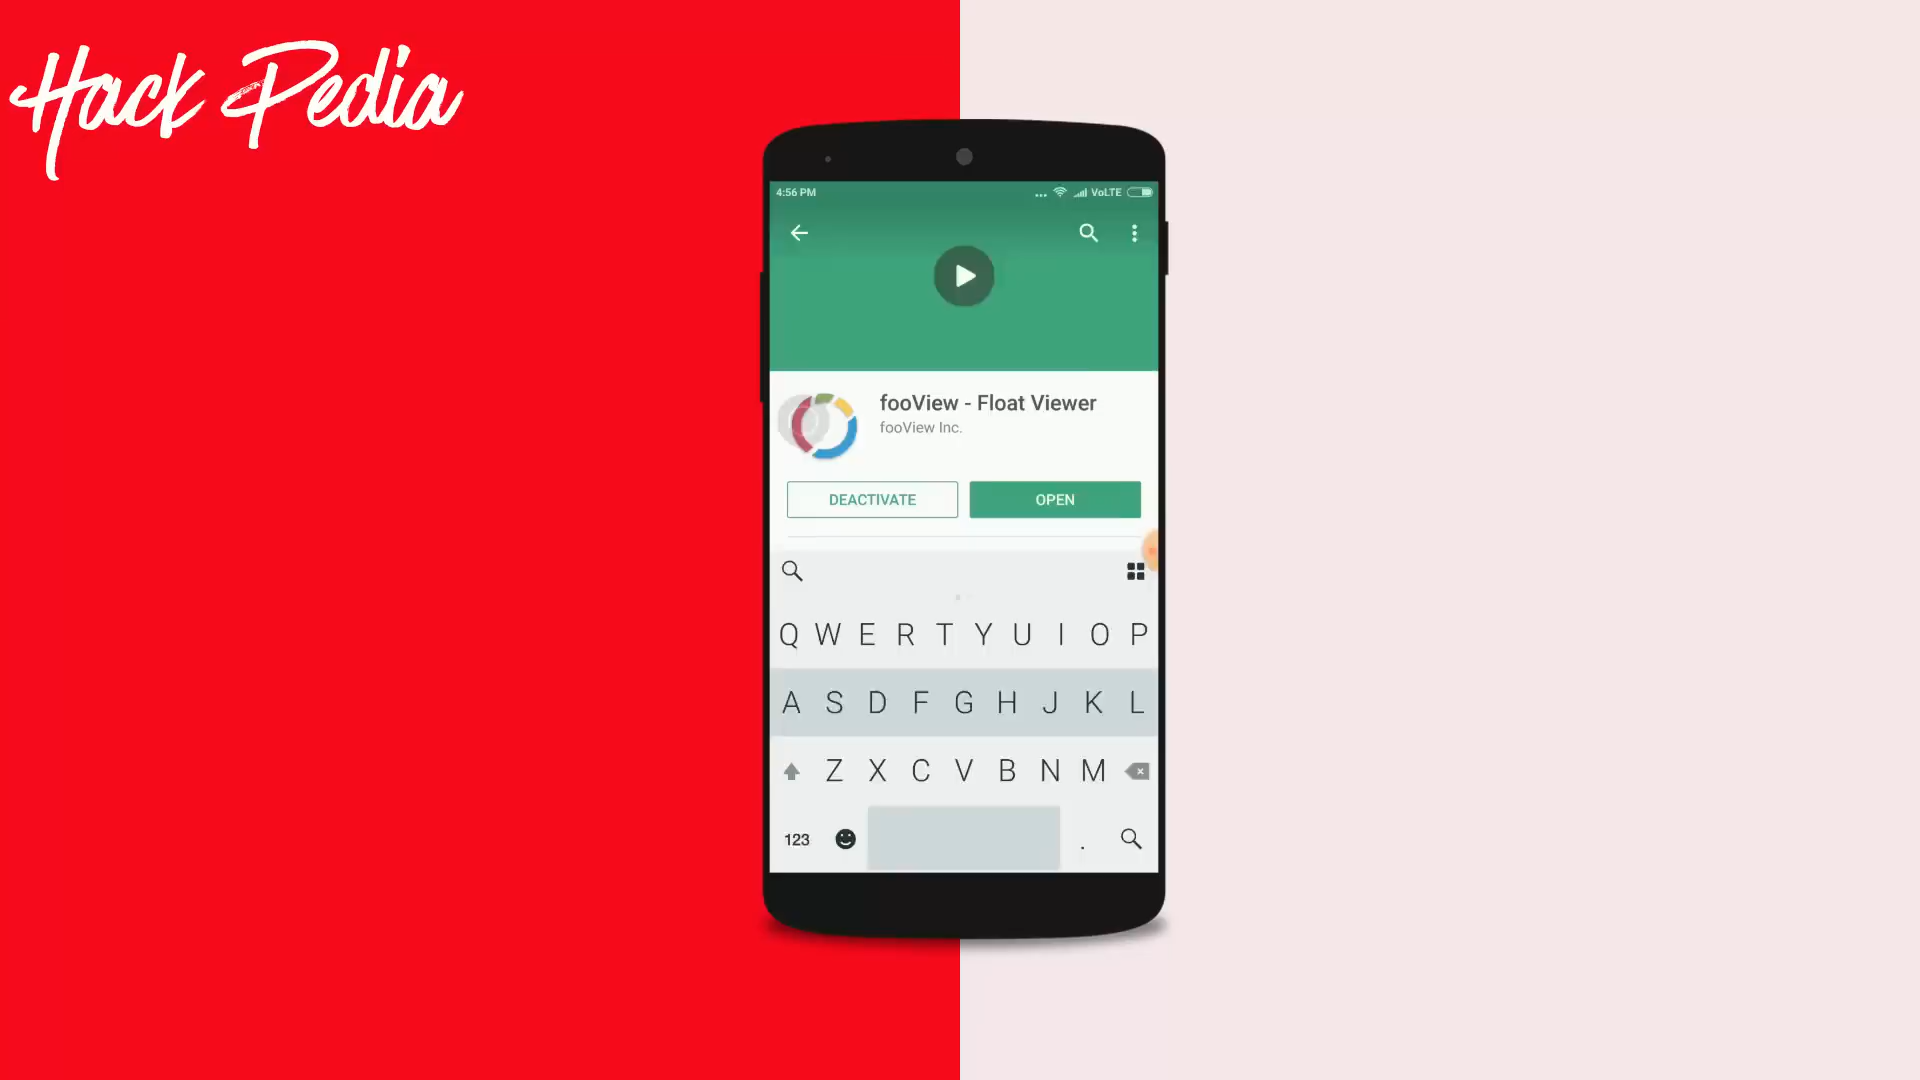 Hack Pedia
4:56 PM
... VoLTE
fooView - Float Viewer
fooView Inc.
DEACTIVATE
OPEN
Q W E R T Y U I O P
A S D F G H J K L
Z X C V B N M
123 .